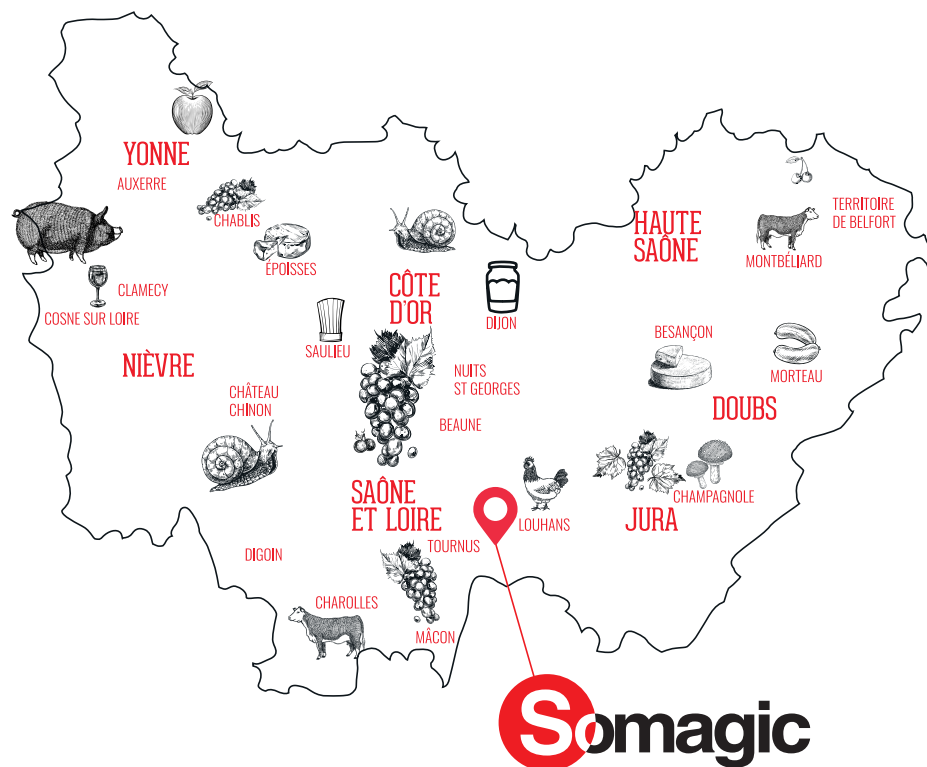 YONNE
AUXERRE
CHABLIS
ÉPOISSES
CLAMECY
COSNE SUR LOIRE
NIÈVRE
CHÂTEAU
CHINON
SAULIEU
CÔTE
D'OR
DIJON
NUITS
ST GEORGES
BEAUNE
HAUTE
SAÔNE
TERRITOIRE
DE BELFORT
MONTBÉLIARD
BESANÇON
MORTEAU
DOUBS
CHAMPAGNOLE
JURA
LOUHANS
SAÔNE
ET LOIRE
TOURNUS
DIGOIN
CHAROLLES
MÂCON
Somagic